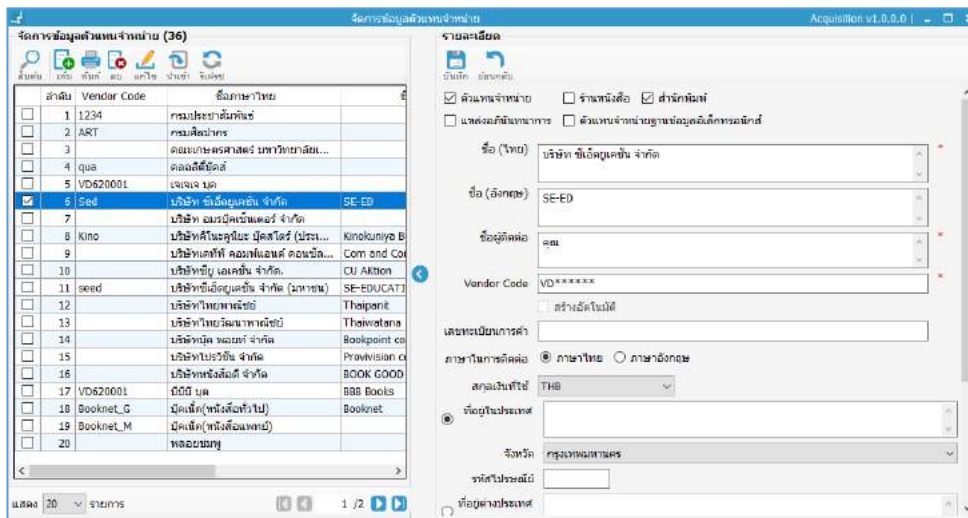 จัดการข้อมูลตัวแทนจำหน่าย
Acquisition v1.0.0.0
จัดการข้อมูลตัวแทนจำหน่าย (36)
ค้นหา เพิ่ม พิมพ์ ลบ แก้ไข นำเข้า รีเฟรช
ลำดับ Vendor Code ชื่อภาษาไทย
1 1234 กรมประชาสัมพันธ์
2 ART กรมศิลปากร
3 คณะเกษตรศาสตร์ มหาวิทยาลัยเ...
4 qua ควอลิตี้บุ๊คส์
5 VD620001 เจเจเจ บุค
6 Sed บริษัท ซีเอ็ดยูเคชั่น จำกัด SE-ED
7 บริษัท อมรบุ๊คเซ็นเตอร์ จำกัด
8 Kino บริษัทคิโนะคูนิยะ บุ๊คสโตร์ (ประเ... Kinokuniya B
9 บริษัทเคทีที คอมพ์แอนด์ คอนซัล... Com and Co
10 บริษัทซียู เอคชั่น จำกัด. CU AKtion
11 seed บริษัทซีเอ็ดยูเคชั่น จำกัด (มหาชน) SE-EDUCATI
12 บริษัทไทยพาณิชย์ Thaipanit
13 บริษัทไทยวัฒนาพาณิชย์ Thaiwatana
14 บริษัทบุ๊ค พอยท์ จำกัด Bookpoint co
15 บริษัทโปรวิชั่น จำกัด Provivision c
16 บริษัทหนังสือดี จำกัด BOOK GOOD
17 VD620001 บีบีบี บุค BBB Books
18 Booknet_G บุ๊คเน็ต(หนังสือทั่วไป) Booknet
19 Booknet_M บุ๊คเน็ต(หนังสือแพทย์)
20 พลอยชมพู
แสดง 20 รายการ 1 /2
รายละเอียด
บันทึก ย้อนกลับ
ตัวแทนจำหน่าย ร้านหนังสือ สำนักพิมพ์
แหล่งอภินันทนาการ ตัวแทนจำหน่ายฐานข้อมูลอิเล็กทรอนิกส์
ชื่อ (ไทย) บริษัท ซีเอ็ดยูเคชั่น จำกัด *
ชื่อ (อังกฤษ) SE-ED *
ชื่อผู้ติดต่อ คุณ *
Vendor Code VD****** *
สร้างอัตโนมัติ
เลขทะเบียนการค้า
ภาษาในการติดต่อ ภาษาไทย ภาษาอังกฤษ
สกุลเงินที่ใช้ THB
ที่อยู่ในประเทศ
จังหวัด กรุงเทพมหานคร
รหัสไปรษณีย์
ที่อยู่ต่างประเทศ